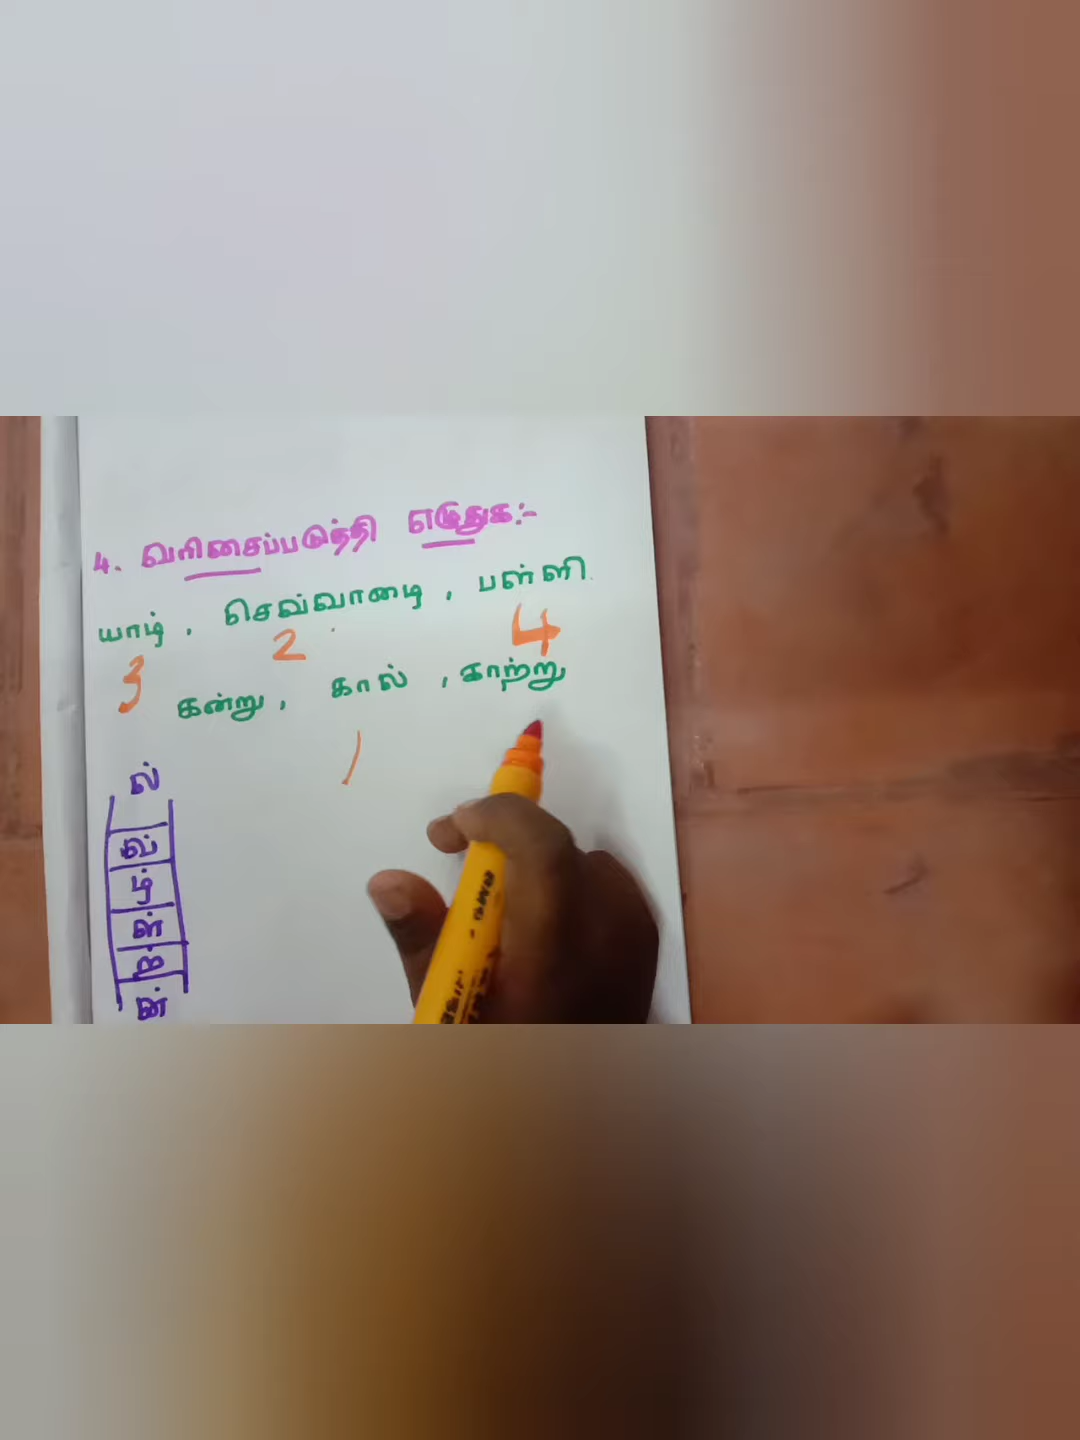 4. வரிசைப்படுத்தி எழுதுக:-
யாழ், செவ்வாடை, பள்ளி.
3 2 4
கன்று, கால், காற்று
1
ல்
வ்
ழ்
ள்
ற்
ன்